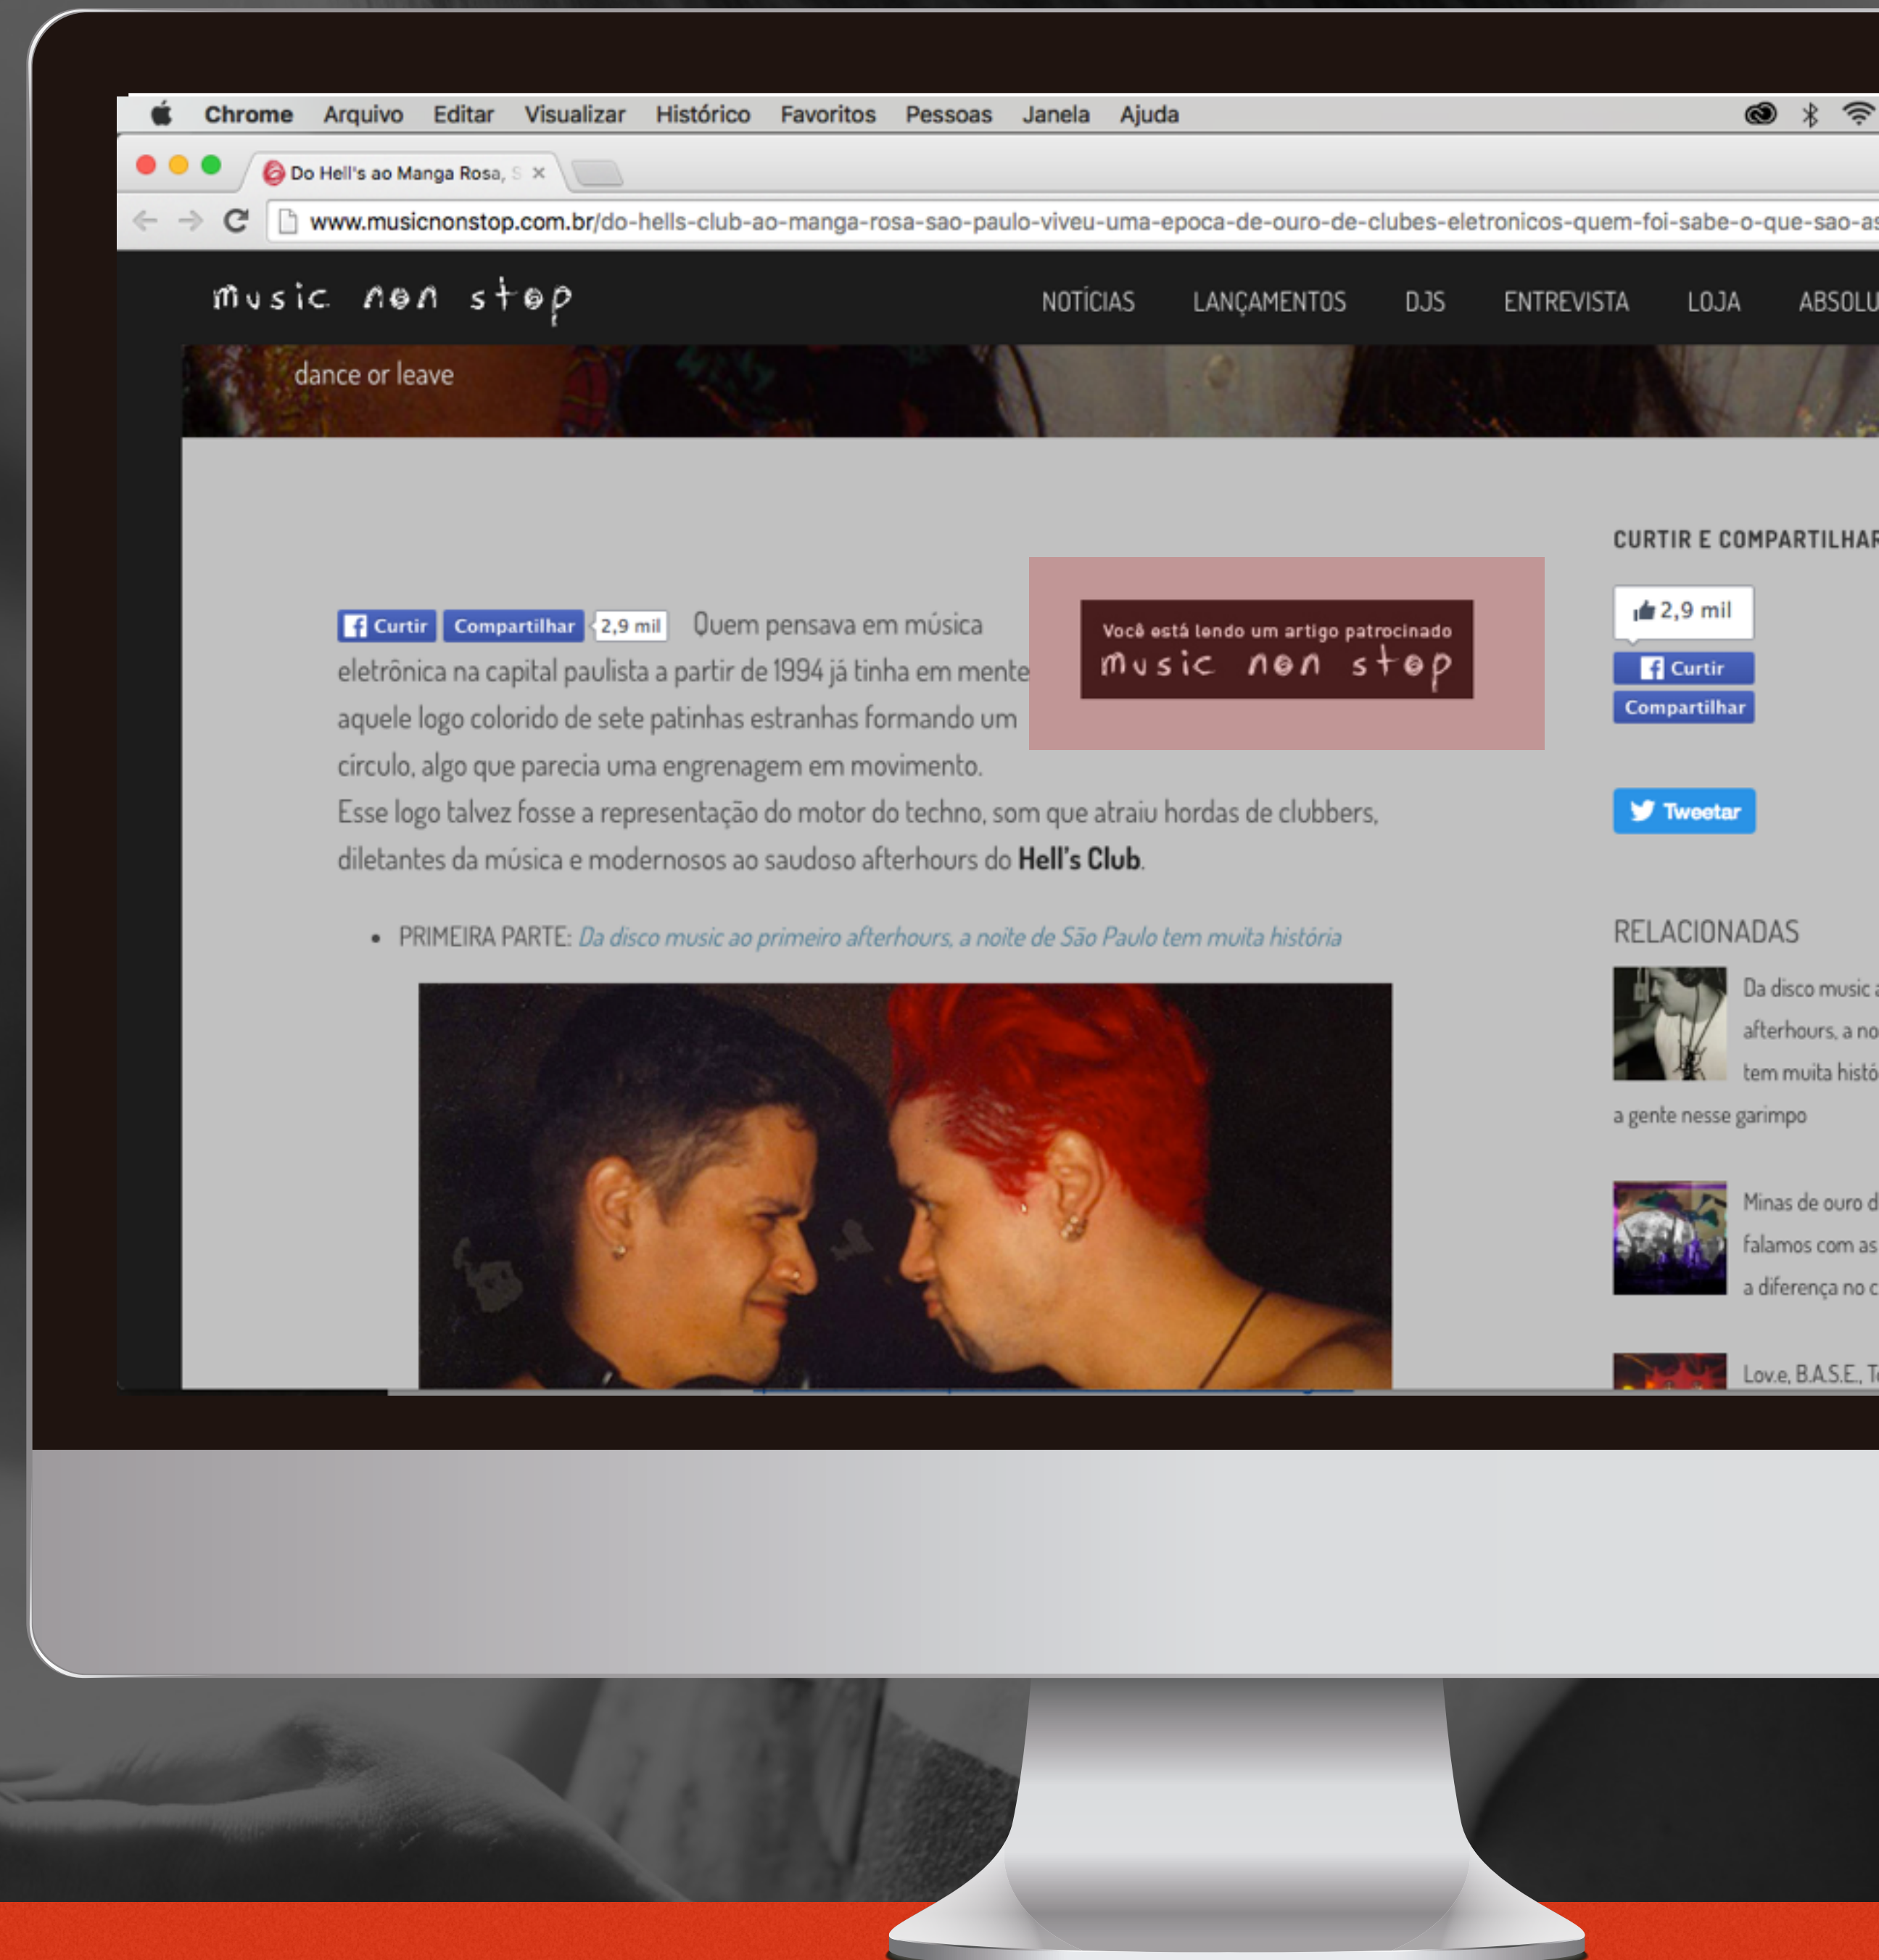 Chrome Arquivo Editar Visualizar Histórico Favoritos Pessoas Janela Ajuda
Do Hell's ao Manga Rosa, S
www.musicnonstop.com.br/do-hells-club-ao-manga-rosa-sao-paulo-viveu-uma-epoca-de-ouro-de-clubes-eletronicos-quem-foi-sabe-o-que-sao-as
music non stop
NOTÍCIAS LANÇAMENTOS DJS ENTREVISTA LOJA ABSOLU
dance or leave
Curtir Compartilhar 2,9 mil Quem pensava em música
eletrônica na capital paulista a partir de 1994 já tinha em mente
aquele logo colorido de sete patinhas estranhas formando um
círculo, algo que parecia uma engrenagem em movimento.
Esse logo talvez fosse a representação do motor do techno, som que atraiu hordas de clubbers,
diletantes da música e modernosos ao saudoso afterhours do Hell's Club.
Você está lendo um artigo patrocinado
music non stop
• PRIMEIRA PARTE: Da disco music ao primeiro afterhours, a noite de São Paulo tem muita história
CURTIR E COMPARTILHAR
2,9 mil
Curtir
Compartilhar
Tweetar
RELACIONADAS
Da disco music a
afterhours, a no
tem muita histó
a gente nesse garimpo
Minas de ouro d
falamos com as
a diferença no c
Lov.e, B.A.S.E., T